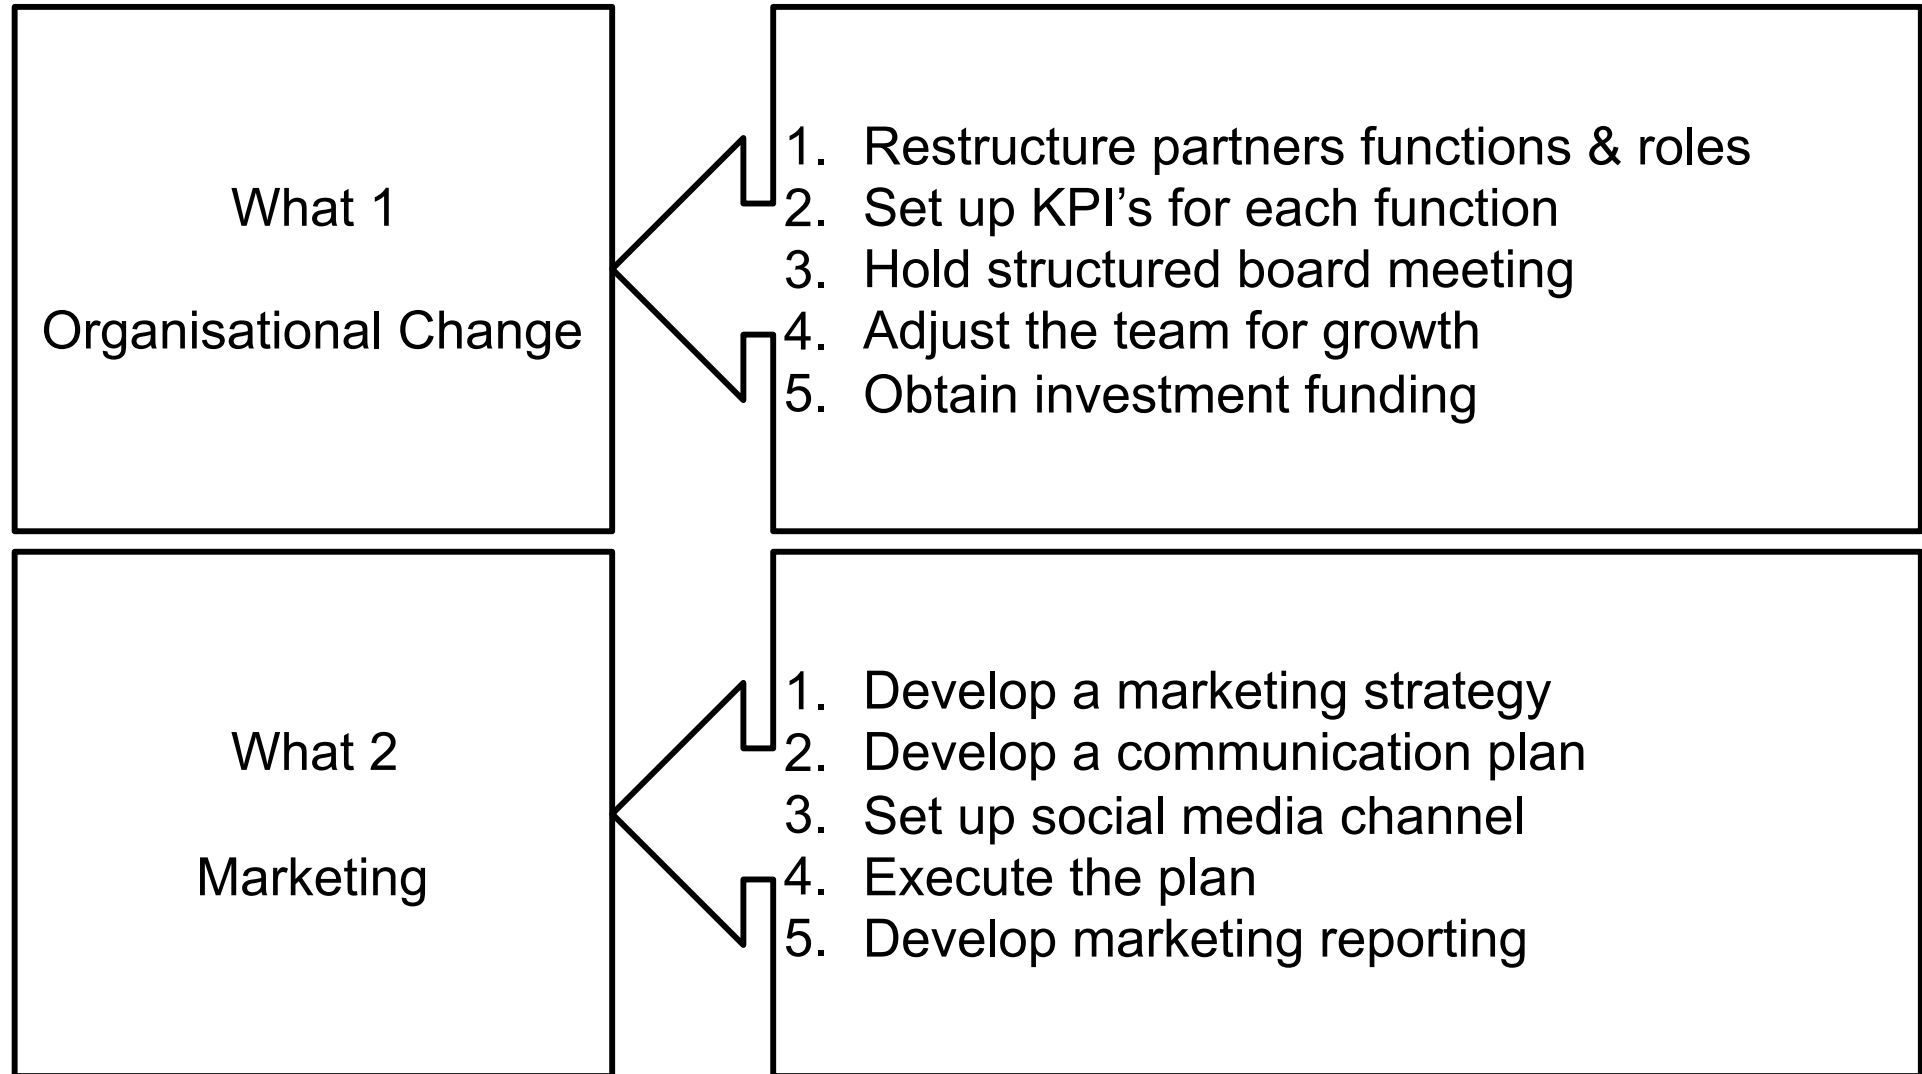 What 1
Organisational Change
1. Restructure partners functions & roles
2. Set up KPI’s for each function
3. Hold structured board meeting
4. Adjust the team for growth
5. Obtain investment funding
What 2
Marketing
1. Develop a marketing strategy
2. Develop a communication plan
3. Set up social media channel
4. Execute the plan
5. Develop marketing reporting